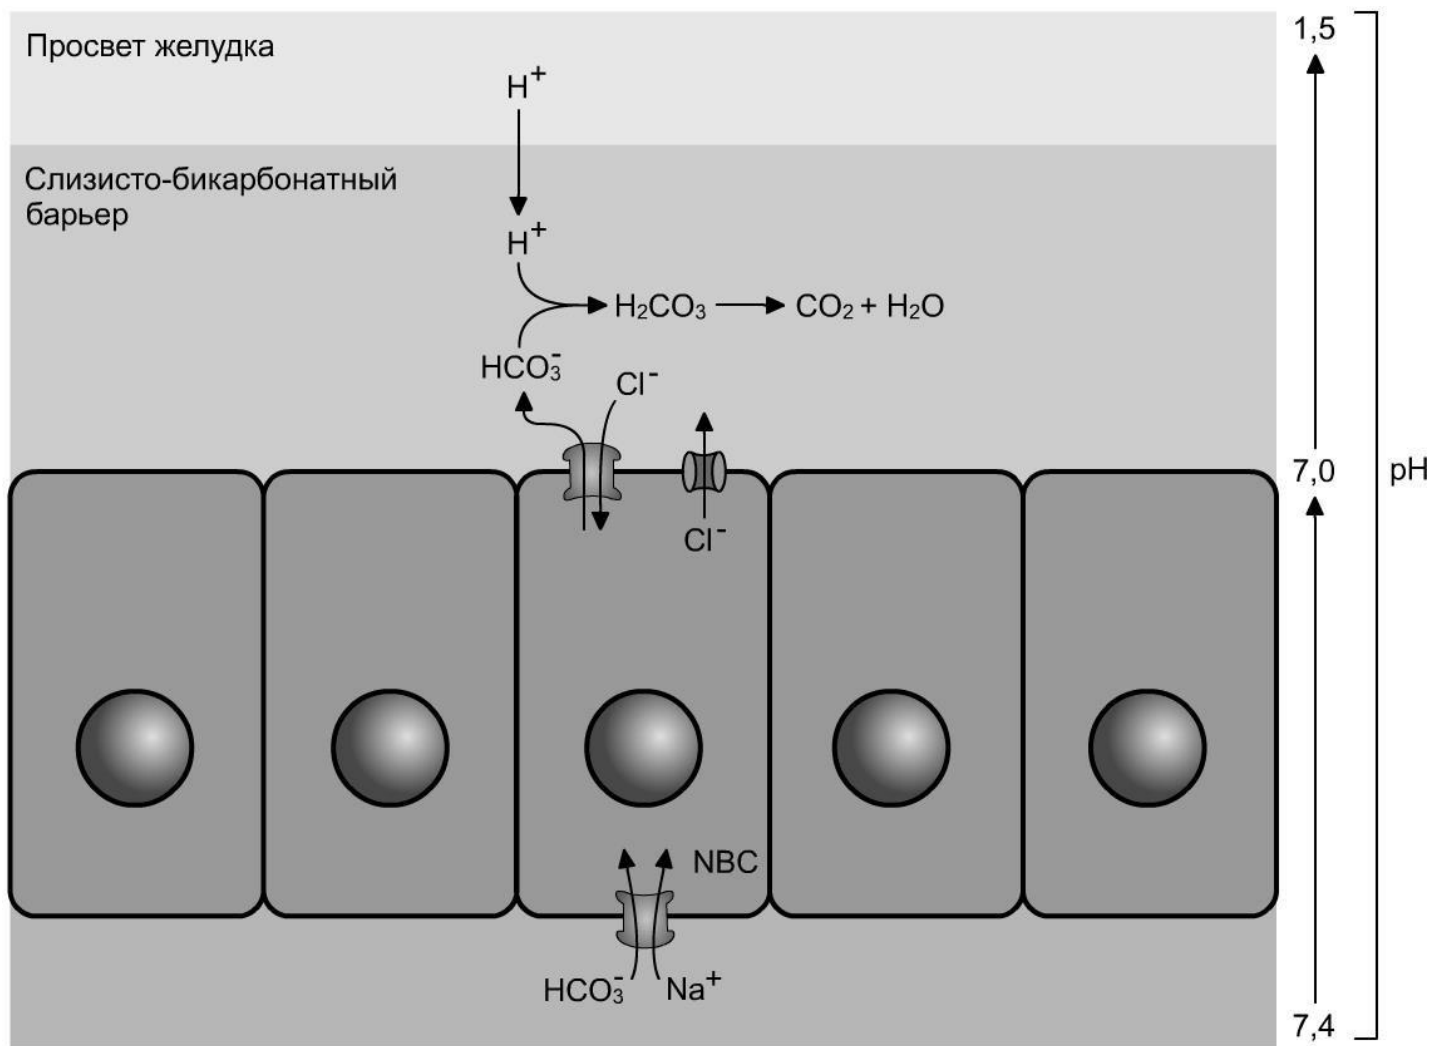 Просвет желудка
1,5
H⁺
Слизисто-бикарбонатный
барьер
H⁺
H₂CO₃ CO₂ + H₂O
HCO₃⁻
Cl⁻
7,0
pH
Cl⁻
NBC
HCO₃⁻ Na⁺
7,4